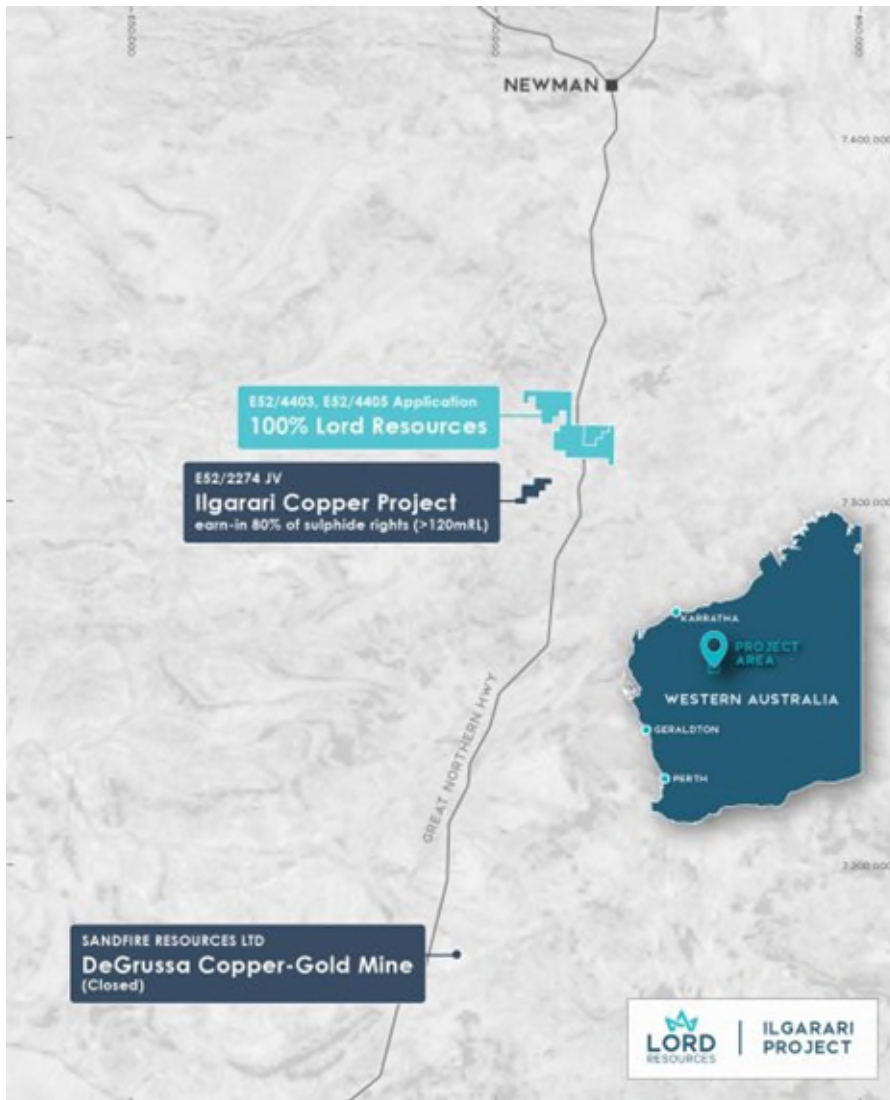 NEWMAN
7,400,000
E52/4403, E52/4405 Application
100% Lord Resources
E52/2274 JV
Ilgarari Copper Project
earn-in 80% of sulphide rights (>120mRL)
7,300,000
KARRATHA
PROJECT
AREA
WESTERN AUSTRALIA
GERALDTON
PERTH
GREAT NORTHERN HWY
7,200,000
SANDFIRE RESOURCES LTD
DeGrussa Copper-Gold Mine
(Closed)
LORD
RESOURCES
ILGARARI
PROJECT